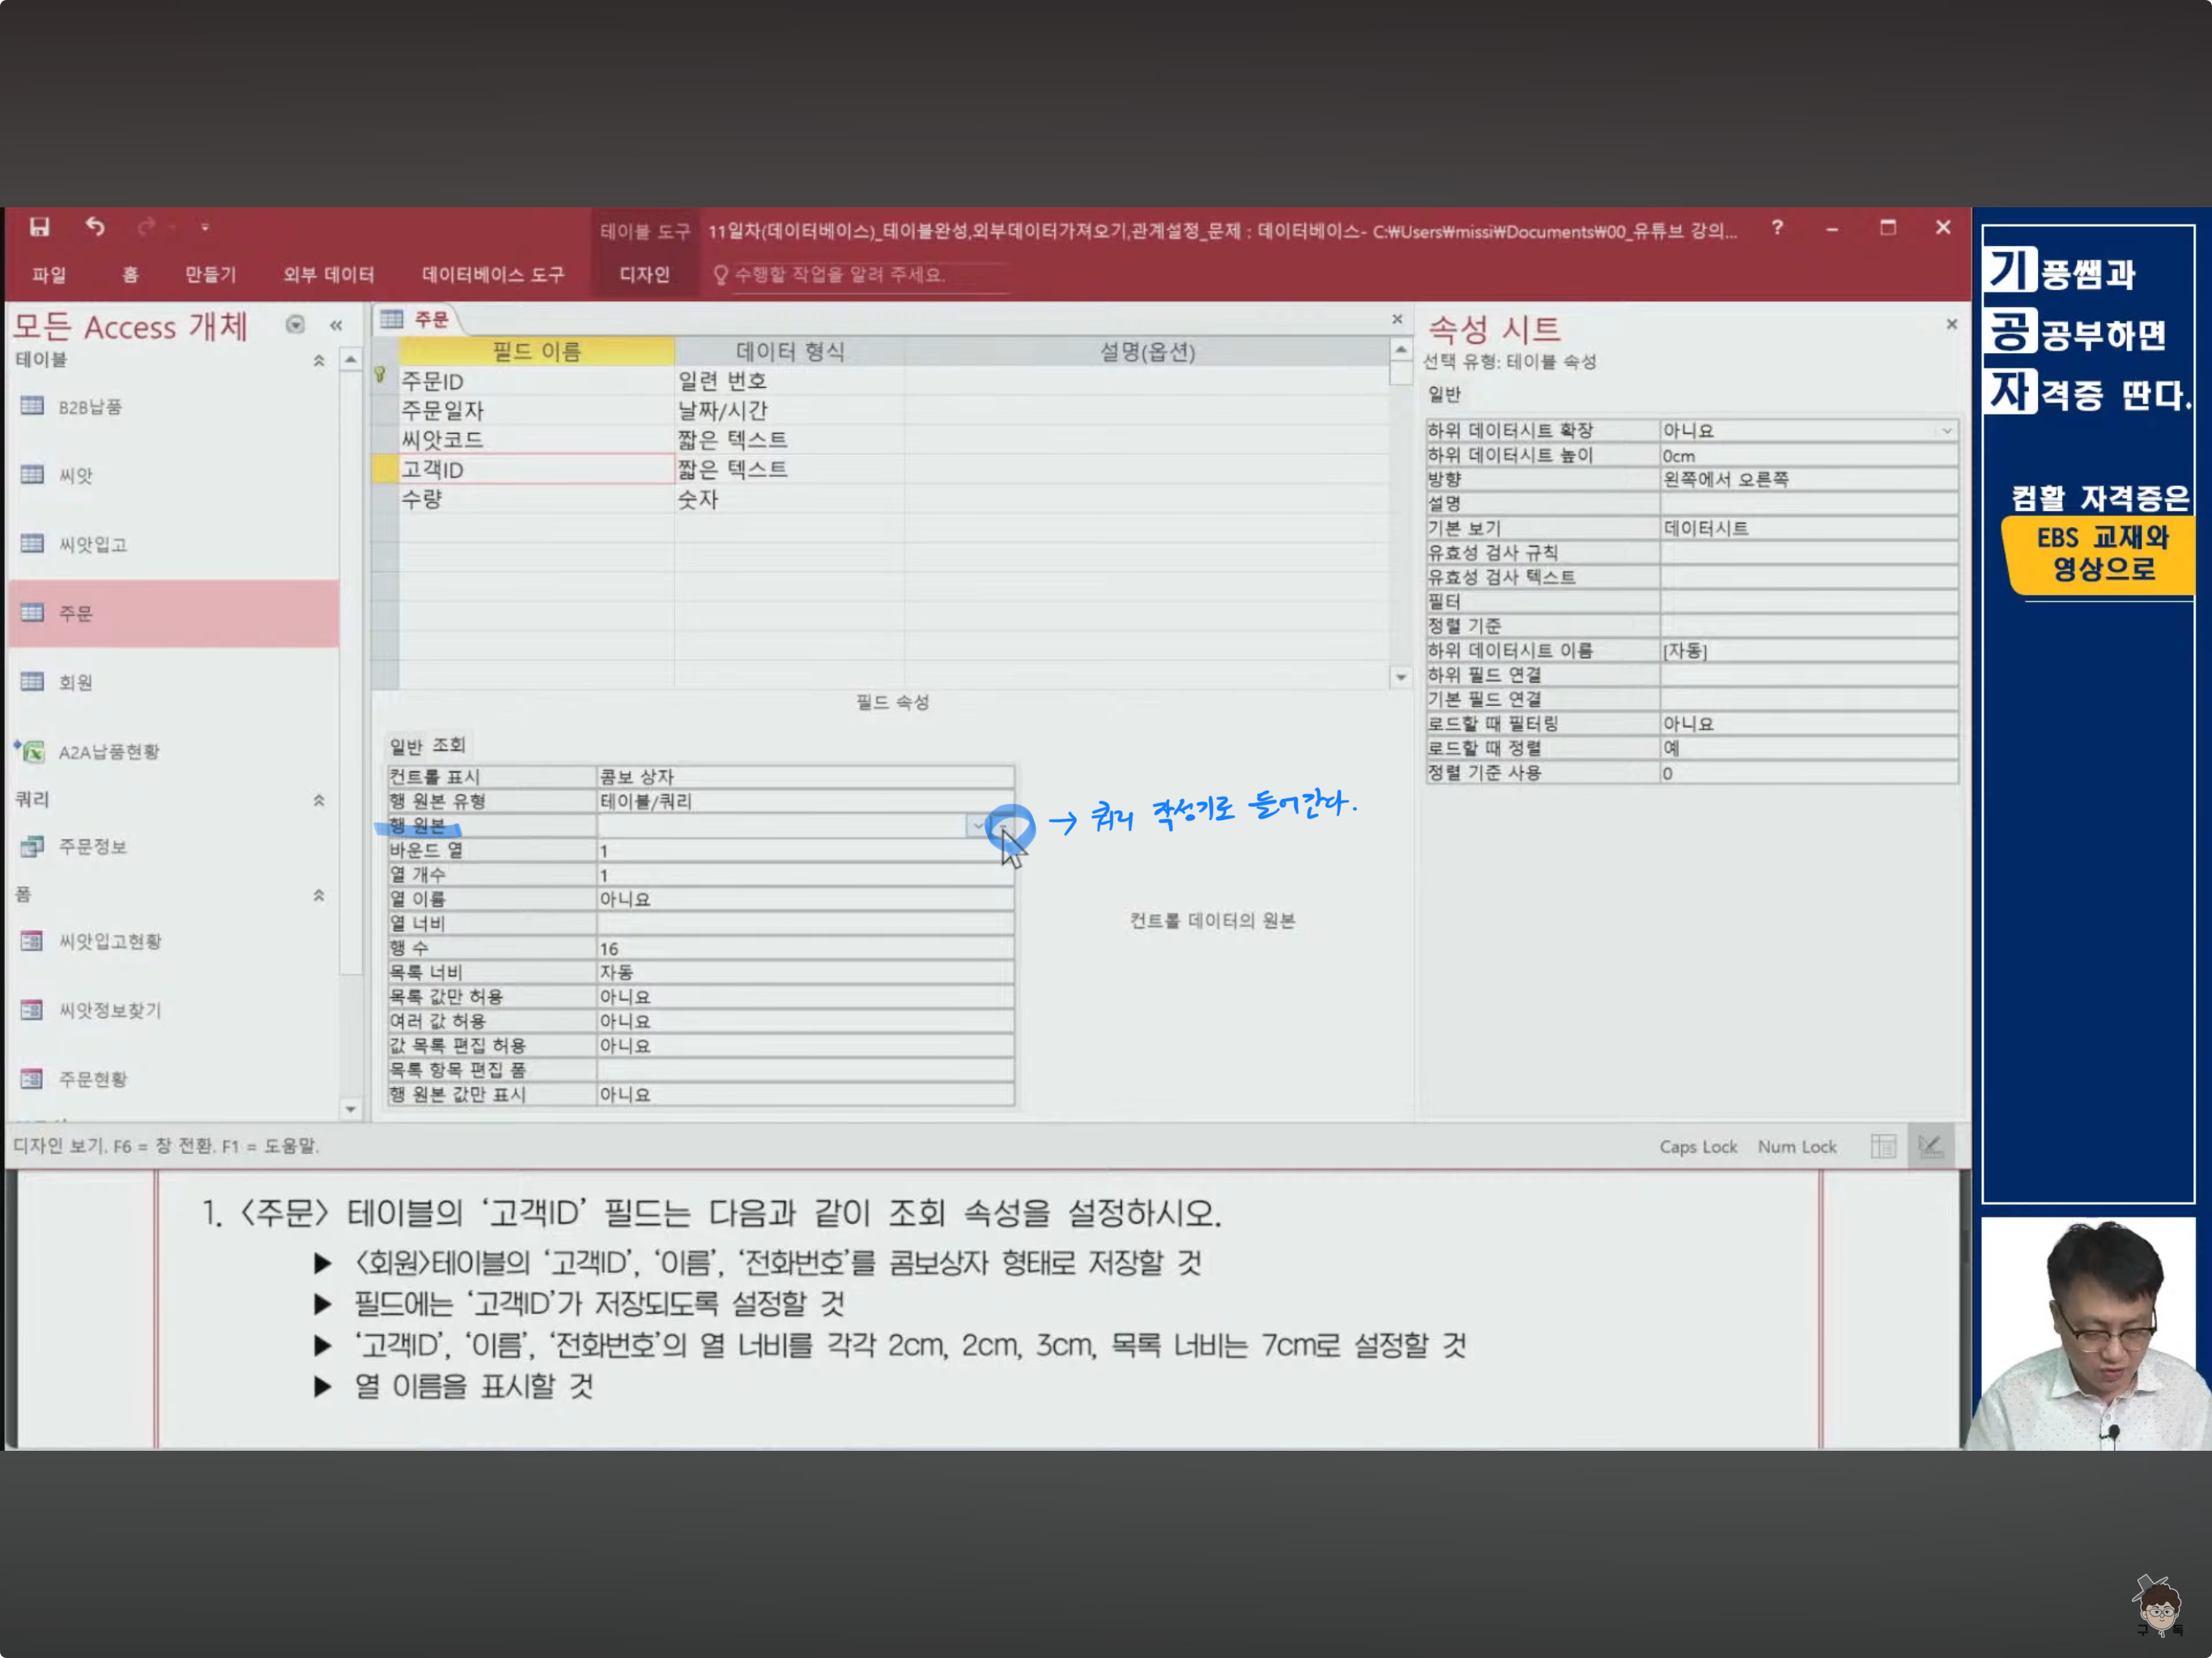 테이블 도구
11일차(데이터베이스)_테이블완성,외부데이터가져오기,관계설정_문제 : 데이터베이스- C:₩Users₩missi₩Documents₩00_유튜브 강의...
?
파일 홈 만들기 외부 데이터 데이터베이스 도구 디자인 수행할 작업을 알려 주세요.
모든 Access 개체
테이블
B2B납품
씨앗
씨앗입고
주문
회원
A2A납품현황
쿼리
주문정보
폼
씨앗입고현황
씨앗정보찾기
주문현황
주문
필드 이름 데이터 형식 설명(옵션)
주문ID 일련 번호
주문일자 날짜/시간
씨앗코드 짧은 텍스트
고객ID 짧은 텍스트
수량 숫자
필드 속성
일반 조회
컨트롤 표시 콤보 상자
행 원본 유형 테이블/쿼리
행 원본
→ 쿼리 작성기로 들어간다.
바운드 열 1
열 개수 1
열 이름 아니요
열 너비
행 수 16
목록 너비 자동
목록 값만 허용 아니요
여러 값 허용 아니요
값 목록 편집 허용 아니요
목록 항목 편집 폼
행 원본 값만 표시 아니요
컨트롤 데이터의 원본
속성 시트
선택 유형: 테이블 속성
일반
하위 데이터시트 확장 아니요
하위 데이터시트 높이 0cm
방향 왼쪽에서 오른쪽
설명
기본 보기 데이터시트
유효성 검사 규칙
유효성 검사 텍스트
필터
정렬 기준
하위 데이터시트 이름 [자동]
하위 필드 연결
기본 필드 연결
로드할 때 필터링 아니요
로드할 때 정렬 예
정렬 기준 사용 0
디자인 보기. F6 = 창 전환. F1 = 도움말.
Caps Lock Num Lock
1. 〈주문〉 테이블의 ‘고객ID’ 필드는 다음과 같이 조회 속성을 설정하시오.
▶ 〈회원〉테이블의 ‘고객ID’, ‘이름’, ‘전화번호’를 콤보상자 형태로 저장할 것
▶ 필드에는 ‘고객ID’가 저장되도록 설정할 것
▶ ‘고객ID’, ‘이름’, ‘전화번호’의 열 너비를 각각 2cm, 2cm, 3cm, 목록 너비는 7cm로 설정할 것
▶ 열 이름을 표시할 것
기풍쌤과
공공부하면
자격증 딴다.
컴활 자격증은
EBS 교재와
영상으로
구독